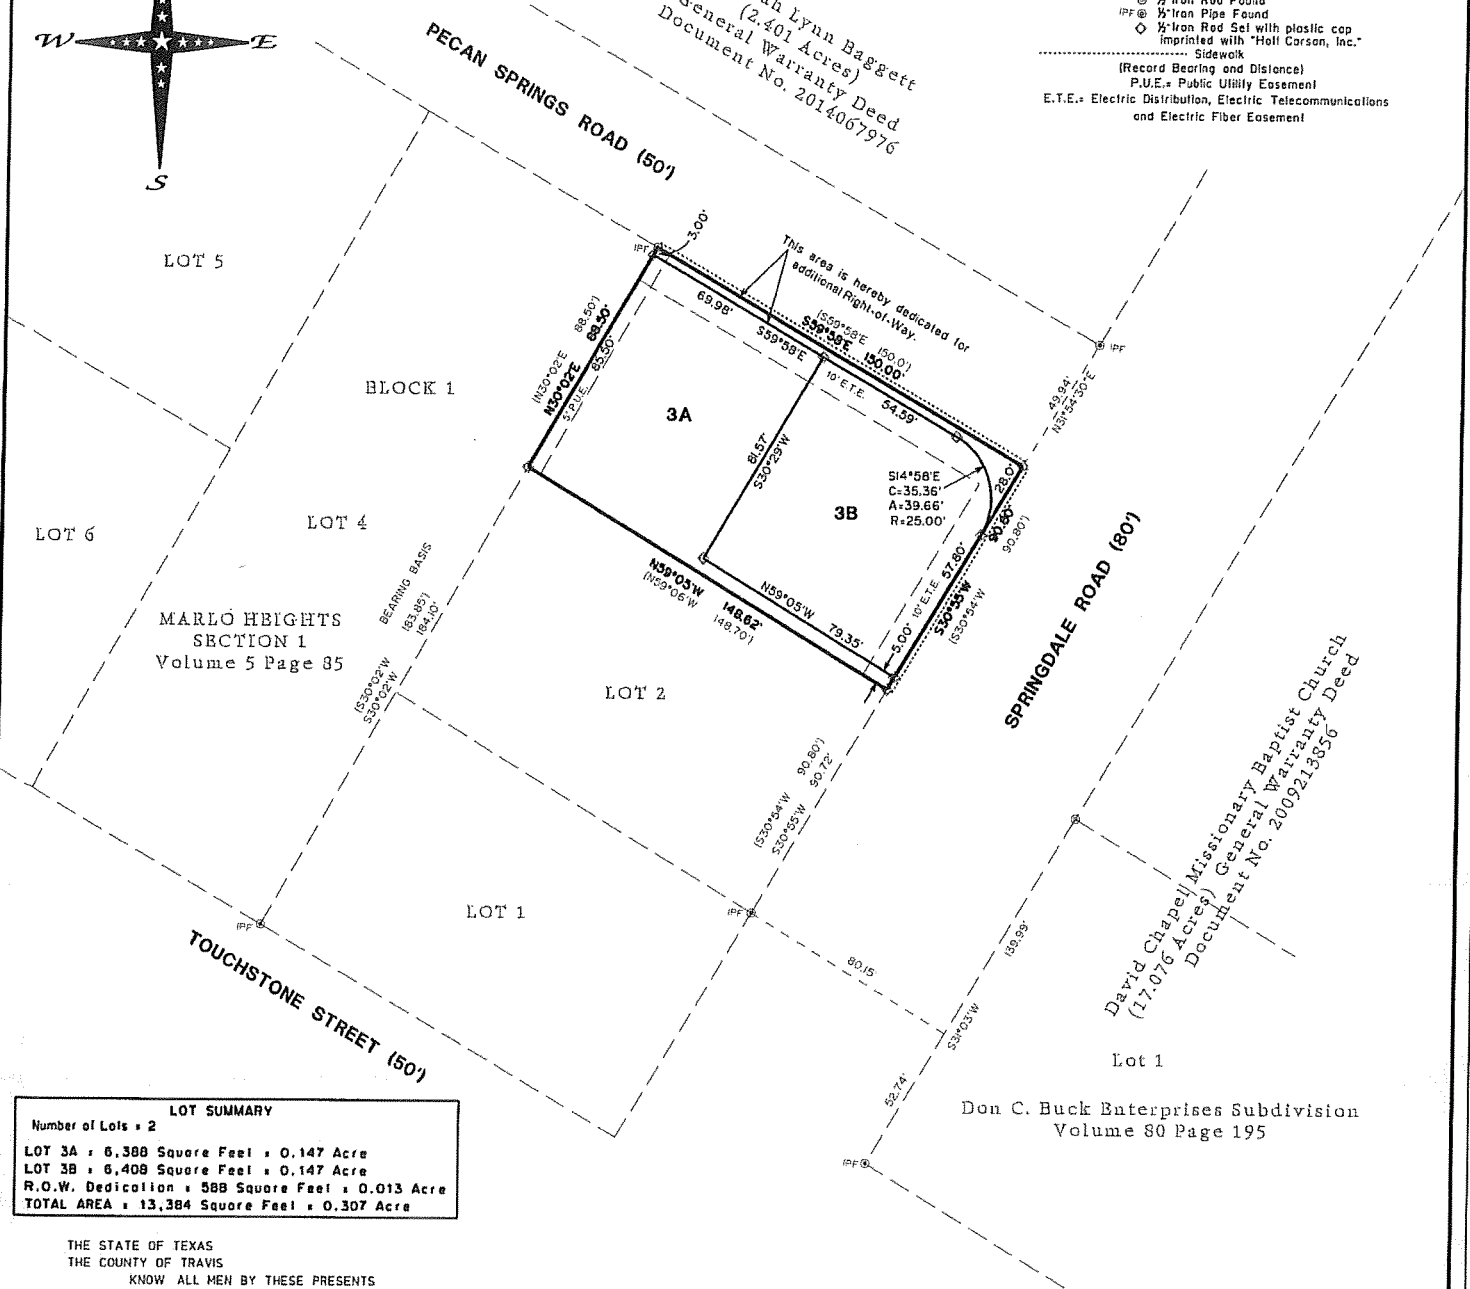 W
E
S
Lynn Baggett
(2.401 Acres)
General Warranty Deed
Document No. 2014067976
½" Iron Rod Found
IPF ½" Iron Pipe Found
½" Iron Rod Set with plastic cap
imprinted with "Holt Carson, Inc."
Sidewalk
(Record Bearing and Distance)
P.U.E.= Public Utility Easement
E.T.E.= Electric Distribution, Electric Telecommunications
and Electric Fiber Easement
PECAN SPRINGS ROAD (50')
LOT 5
IPF
3.00'
This area is hereby dedicated for
additional Right-of-Way.
(S59°58'E 150.0')
S59°58'E 150.00'
69.98'
S59°58'E
10' E.T.E.
54.59'
IPF
49.94'
N31°54'30"E
(N30°02'E 88.50')
N30°02'E 88.50'
5' P.U.E. 85.50'
BLOCK 1
3A
81.57'
S30°29'W
3B
S14°58'E
C=35.36'
A=39.66'
R=25.00'
28.0'
90.80'
90.80')
57.80'
10' E.T.E.
S30°55'W
(S30°54'W
5.00'
N59°05'W
79.35'
N59°05'W 148.62'
(N59°06'W 148.70')
LOT 4
LOT 6
BEARING BASIS
183.85')
184.10'
(S30°02'W
S30°02'W
MARLO HEIGHTS
SECTION 1
Volume 5 Page 85
LOT 2
SPRINGDALE ROAD (80')
(S30°54'W 90.80')
S30°55'W 90.72'
David Chapel Missionary Baptist Church
(17.076 Acres) General Warranty Deed
Document No. 2009213856
LOT 1
IPF
IPF
80.15
139.99'
S31°03'W
52.74'
TOUCHSTONE STREET (50')
Lot 1
Don C. Buck Enterprises Subdivision
Volume 80 Page 195
IPF
LOT SUMMARY
Number of Lots = 2
LOT 3A = 6,388 Square Feet = 0.147 Acre
LOT 3B = 6,408 Square Feet = 0.147 Acre
R.O.W. Dedication = 588 Square Feet = 0.013 Acre
TOTAL AREA = 13,384 Square Feet = 0.307 Acre
THE STATE OF TEXAS
THE COUNTY OF TRAVIS
KNOW ALL MEN BY THESE PRESENTS